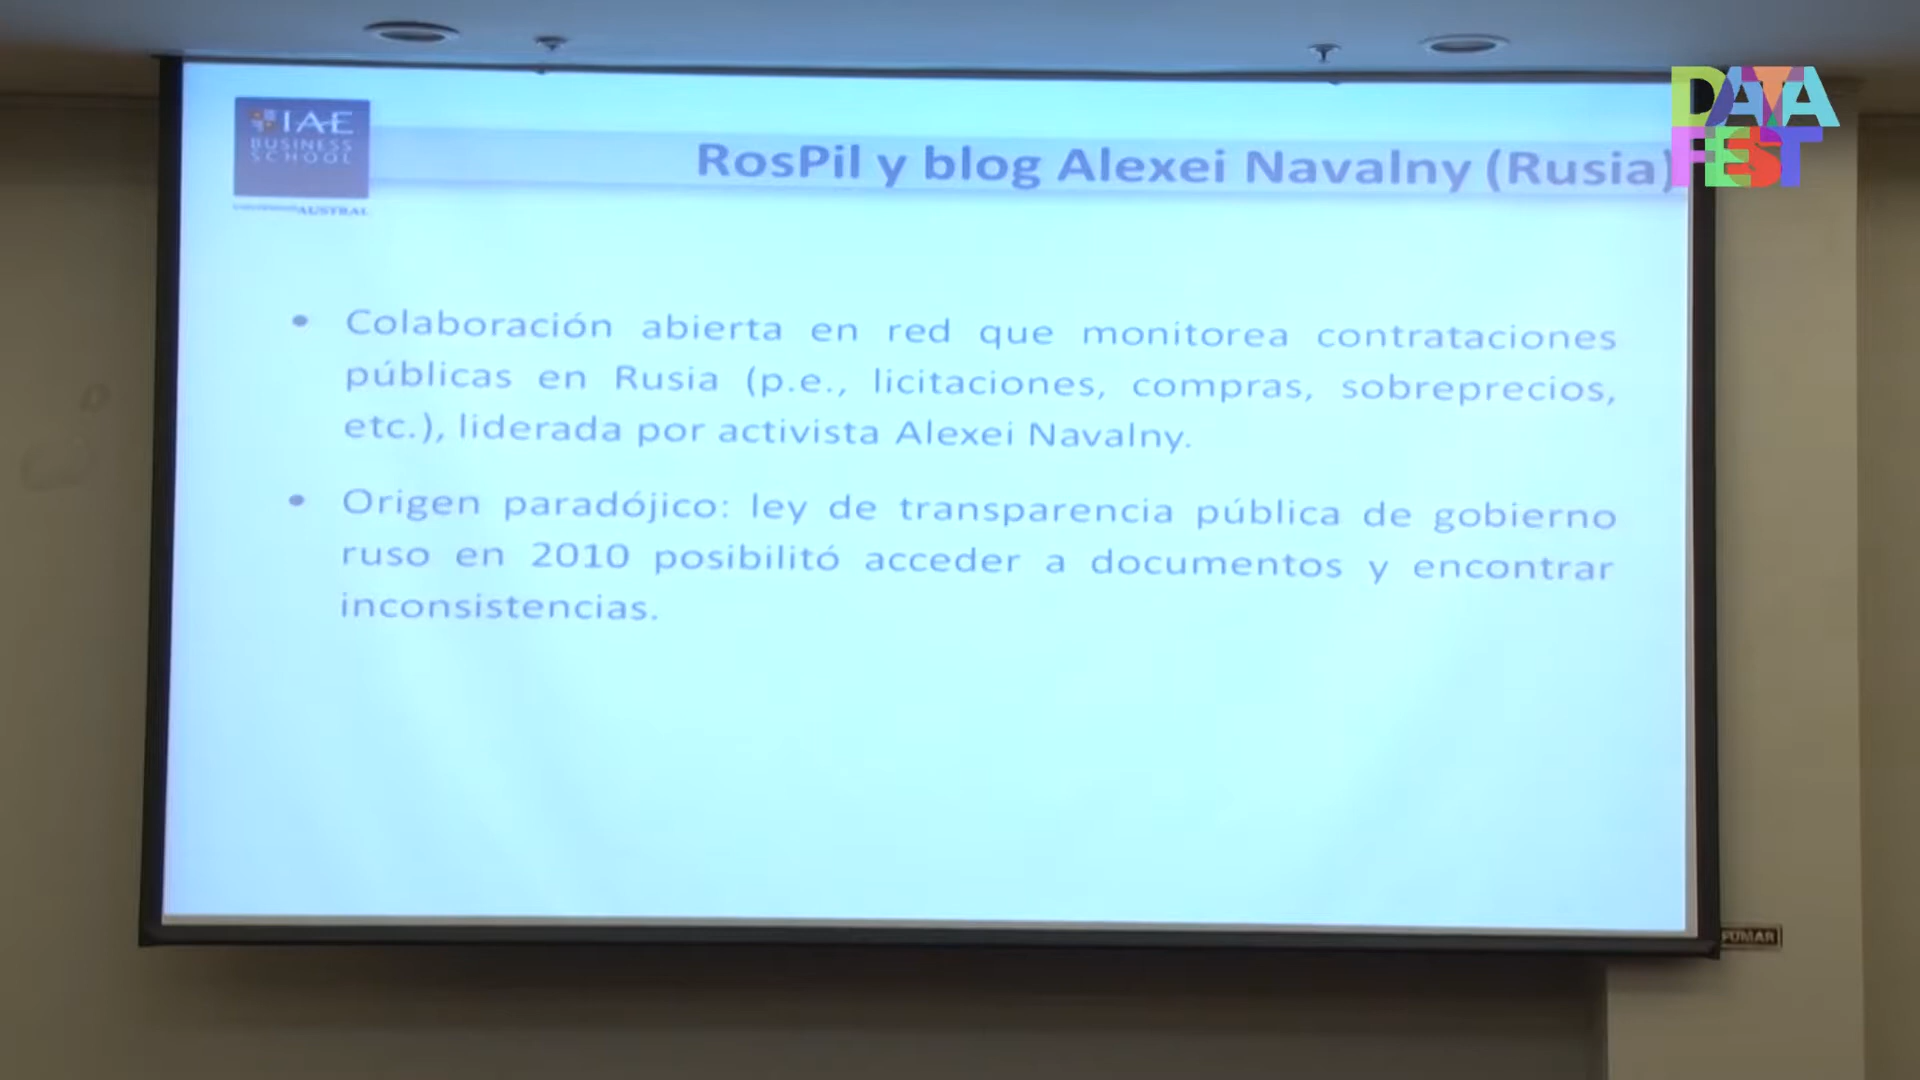 DATA
FEST
IAE
BUSINESS
SCHOOL
AUSTRAL
RosPil y blog Alexei Navalny (Rusia)
• Colaboración abierta en red que monitorea contrataciones
públicas en Rusia (p.e., licitaciones, compras, sobreprecios,
etc.), liderada por activista Alexei Navalny.
• Origen paradójico: ley de transparencia pública de gobierno
ruso en 2010 posibilitó acceder a documentos y encontrar
inconsistencias.
FUMAR